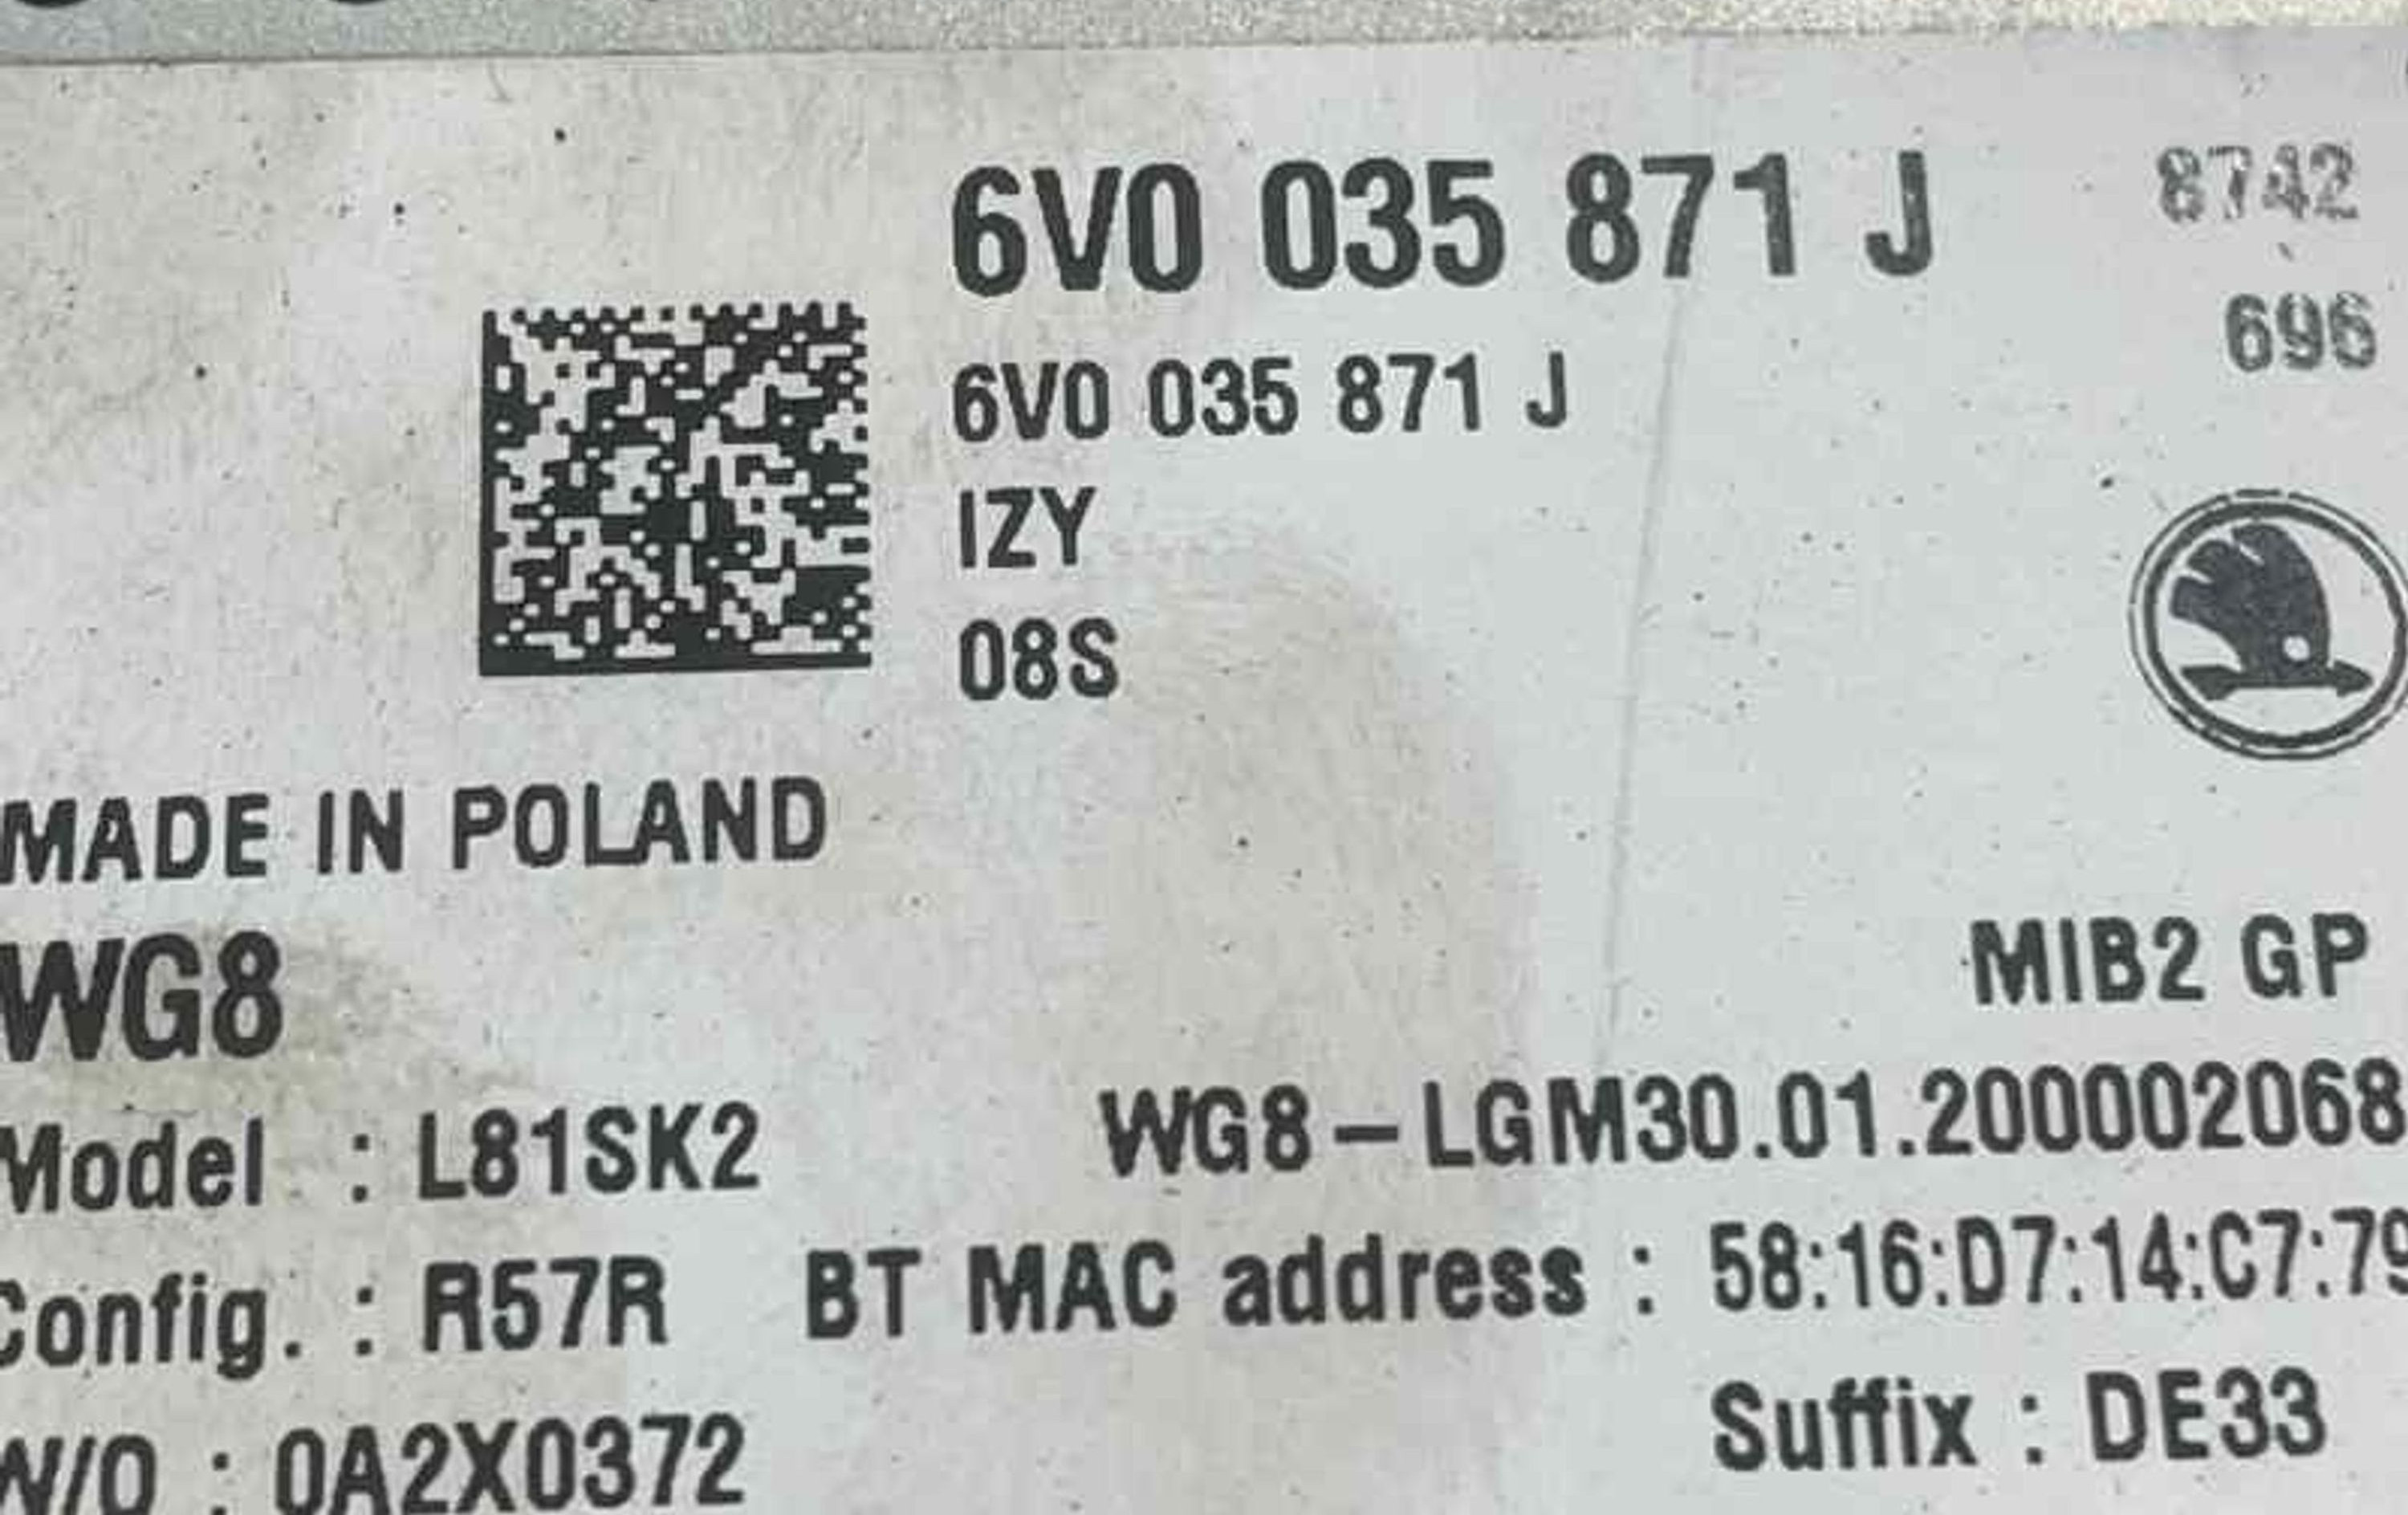 6V0 035 871 J
8742
696
6V0 035 871 J
IZY
08S
MADE IN POLAND
WG8
MIB2 GP
Model : L81SK2
WG8-LGM30.01.200002068
Config. : R57R
BT MAC address : 58:16:D7:14:C7:79
Suffix : DE33
W/O : 0A2X0372